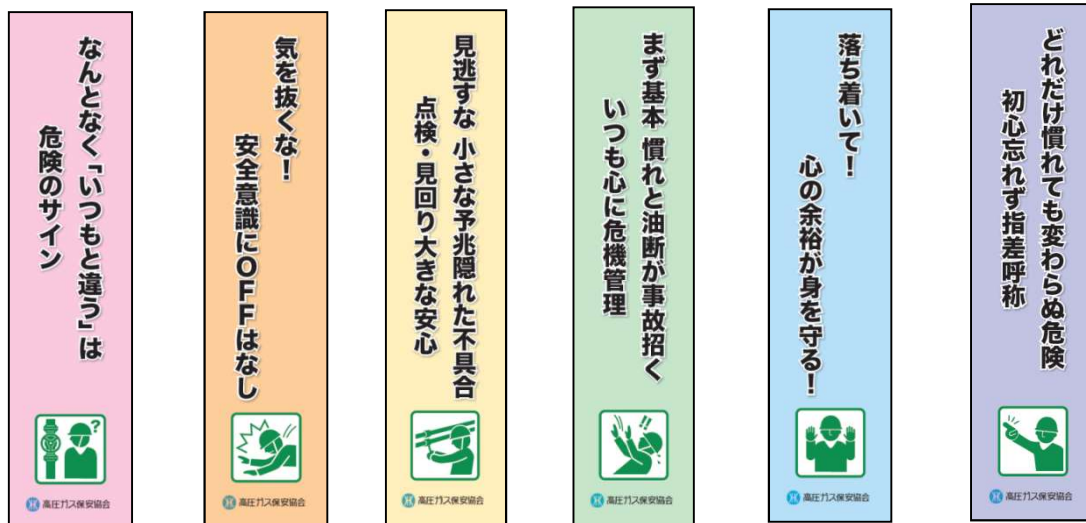 なんとなく「いつもと違う」は
危険のサイン
?
高圧ガス保安協会
気を抜くな!
安全意識にOFFはなし
高圧ガス保安協会
見逃すな 小さな予兆隠れた不具合
点検・見回り大きな安心
高圧ガス保安協会
まず基本 慣れと油断が事故招く
いつも心に危機管理
!!
高圧ガス保安協会
落ち着いて!
心の余裕が身を守る!
高圧ガス保安協会
どれだけ慣れても変わらぬ危険
初心忘れず指差呼称
高圧ガス保安協会